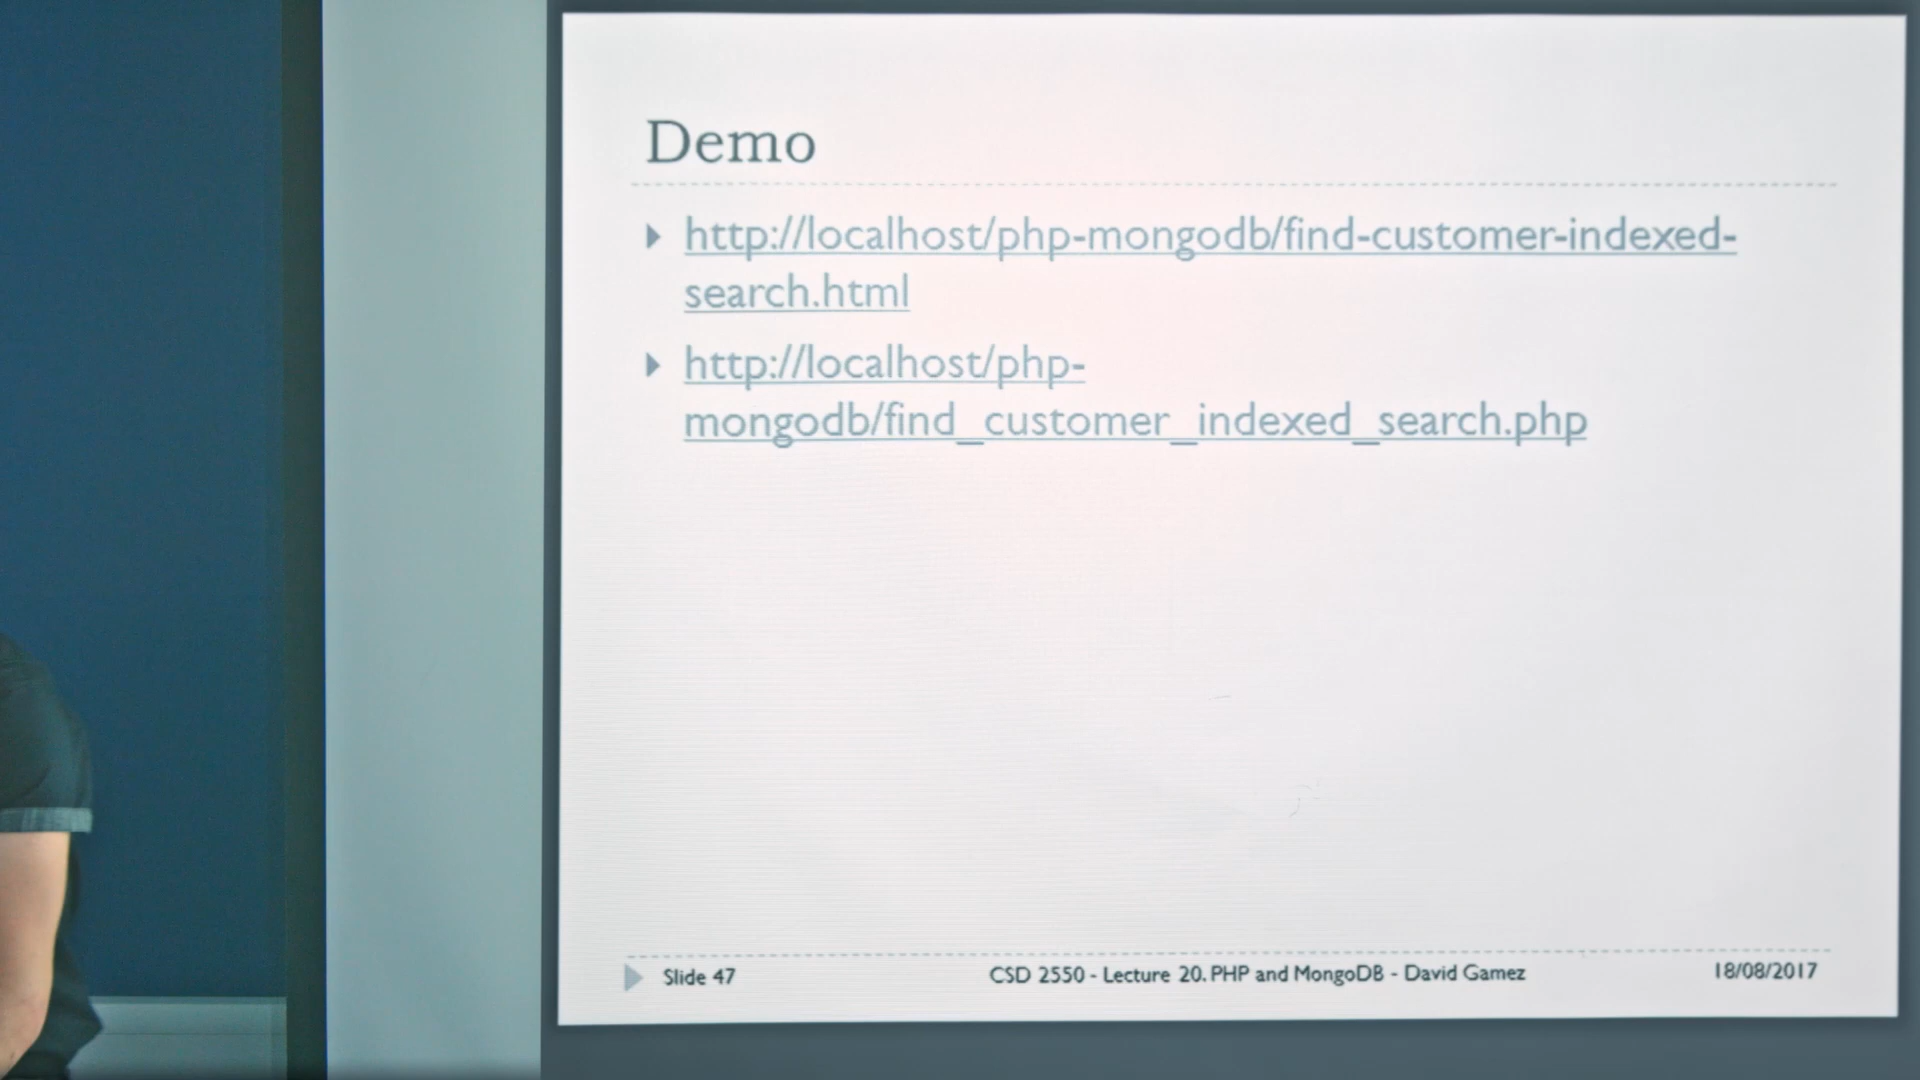 Demo
http://localhost/php-mongodb/find-customer-indexed-
search.html
http://localhost/php-
mongodb/find_customer_indexed_search.php
Slide 47
CSD 2550 - Lecture 20. PHP and MongoDB - David Gamez
18/08/2017